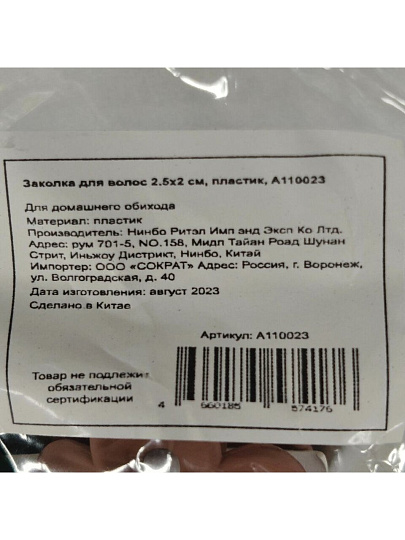 Заколка для волос 2.5х2 см, пластик, А110023
Для домашнего обихода
Материал: пластик
Производитель: Нинбо Ритэл Имп энд Эксп Ко Лтд.
Адрес: рум 701-5, NO.158, Мидл Тайан Роад Шунан
Стрит, Иньжоу Дистрикт, Нинбо, Китай
Импортер: ООО «СОКРАТ» Адрес: Россия, г. Воронеж,
ул. Волгоградская, д. 40
Дата изготовления: август 2023
Сделано в Китае
Артикул: А110023
Товар не подлежит
обязательной
сертификации
4 660185 574176